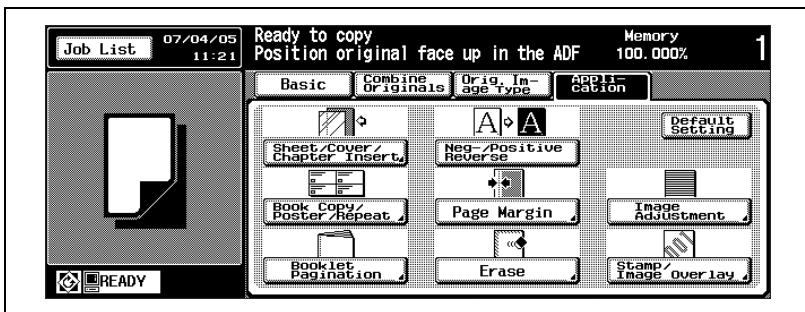 Job List
07/04/05
11:21
Ready to copy
Position original face up in the ADF
Memory
100.000%
1
Basic
Combine
Originals
Orig. Im-
age Type
Appli-
cation
Sheet/Cover/
Chapter Insert
Neg-/Positive
Reverse
Default
Setting
Book Copy/
Poster/Repeat
Page Margin
Image
Adjustment
Booklet
Pagination
Erase
Stamp/
Image Overlay
A A
no!
READY